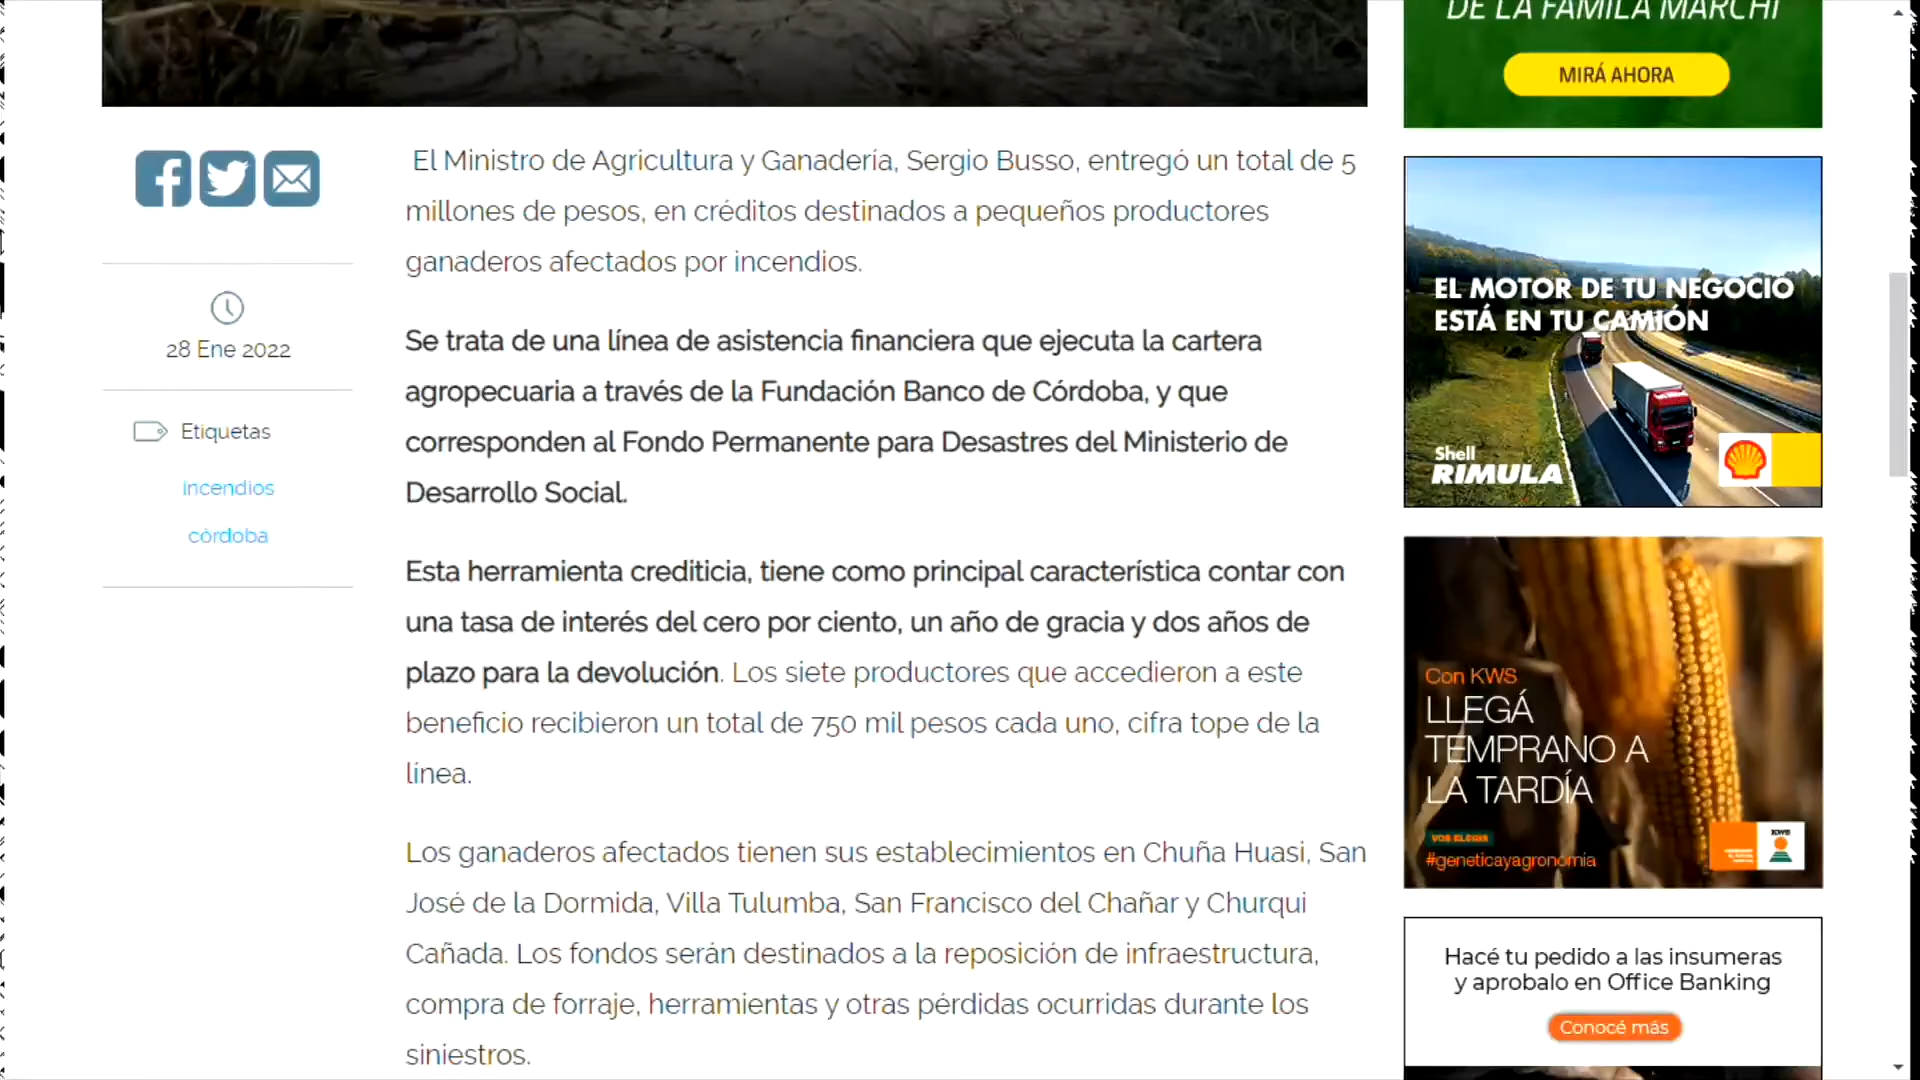 DE LA FAMILA MARCHI
MIRÁ AHORA
El Ministro de Agricultura y Ganadería, Sergio Busso, entregó un total de 5
millones de pesos, en créditos destinados a pequeños productores
ganaderos afectados por incendios.
28 Ene 2022
Etiquetas
incendios
córdoba
Se trata de una línea de asistencia financiera que ejecuta la cartera
agropecuaria a través de la Fundación Banco de Córdoba, y que
corresponden al Fondo Permanente para Desastres del Ministerio de
Desarrollo Social.
Esta herramienta crediticia, tiene como principal característica contar con
una tasa de interés del cero por ciento, un año de gracia y dos años de
plazo para la devolución. Los siete productores que accedieron a este
beneficio recibieron un total de 750 mil pesos cada uno, cifra tope de la
línea.
Los ganaderos afectados tienen sus establecimientos en Chuña Huasi, San
José de la Dormida, Villa Tulumba, San Francisco del Chañar y Churqui
Cañada. Los fondos serán destinados a la reposición de infraestructura,
compra de forraje, herramientas y otras pérdidas ocurridas durante los
siniestros.
EL MOTOR DE TU NEGOCIO
ESTÁ EN TU CAMIÓN
Shell
RIMULA
Con KWS
LLEGÁ
TEMPRANO A
LA TARDÍA
VOS ELEGÍS
#geneticayagronomia
KWS
Hacé tu pedido a las insumeras
y aprobalo en Office Banking
Conocé más